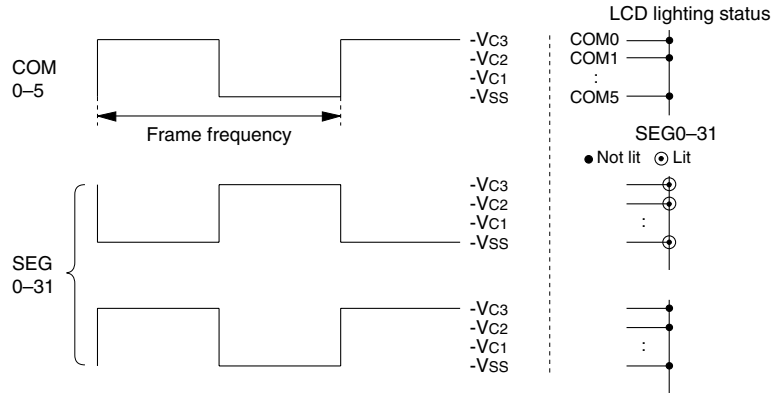 LCD lighting status
COM
0–5
-VC3
-VC2
-VC1
-VSS
COM0
COM1
:
COM5
Frame frequency
SEG0–31
Not lit
Lit
SEG
0–31
-VC3
-VC2
-VC1
-VSS
:
-VC3
-VC2
-VC1
-VSS
: